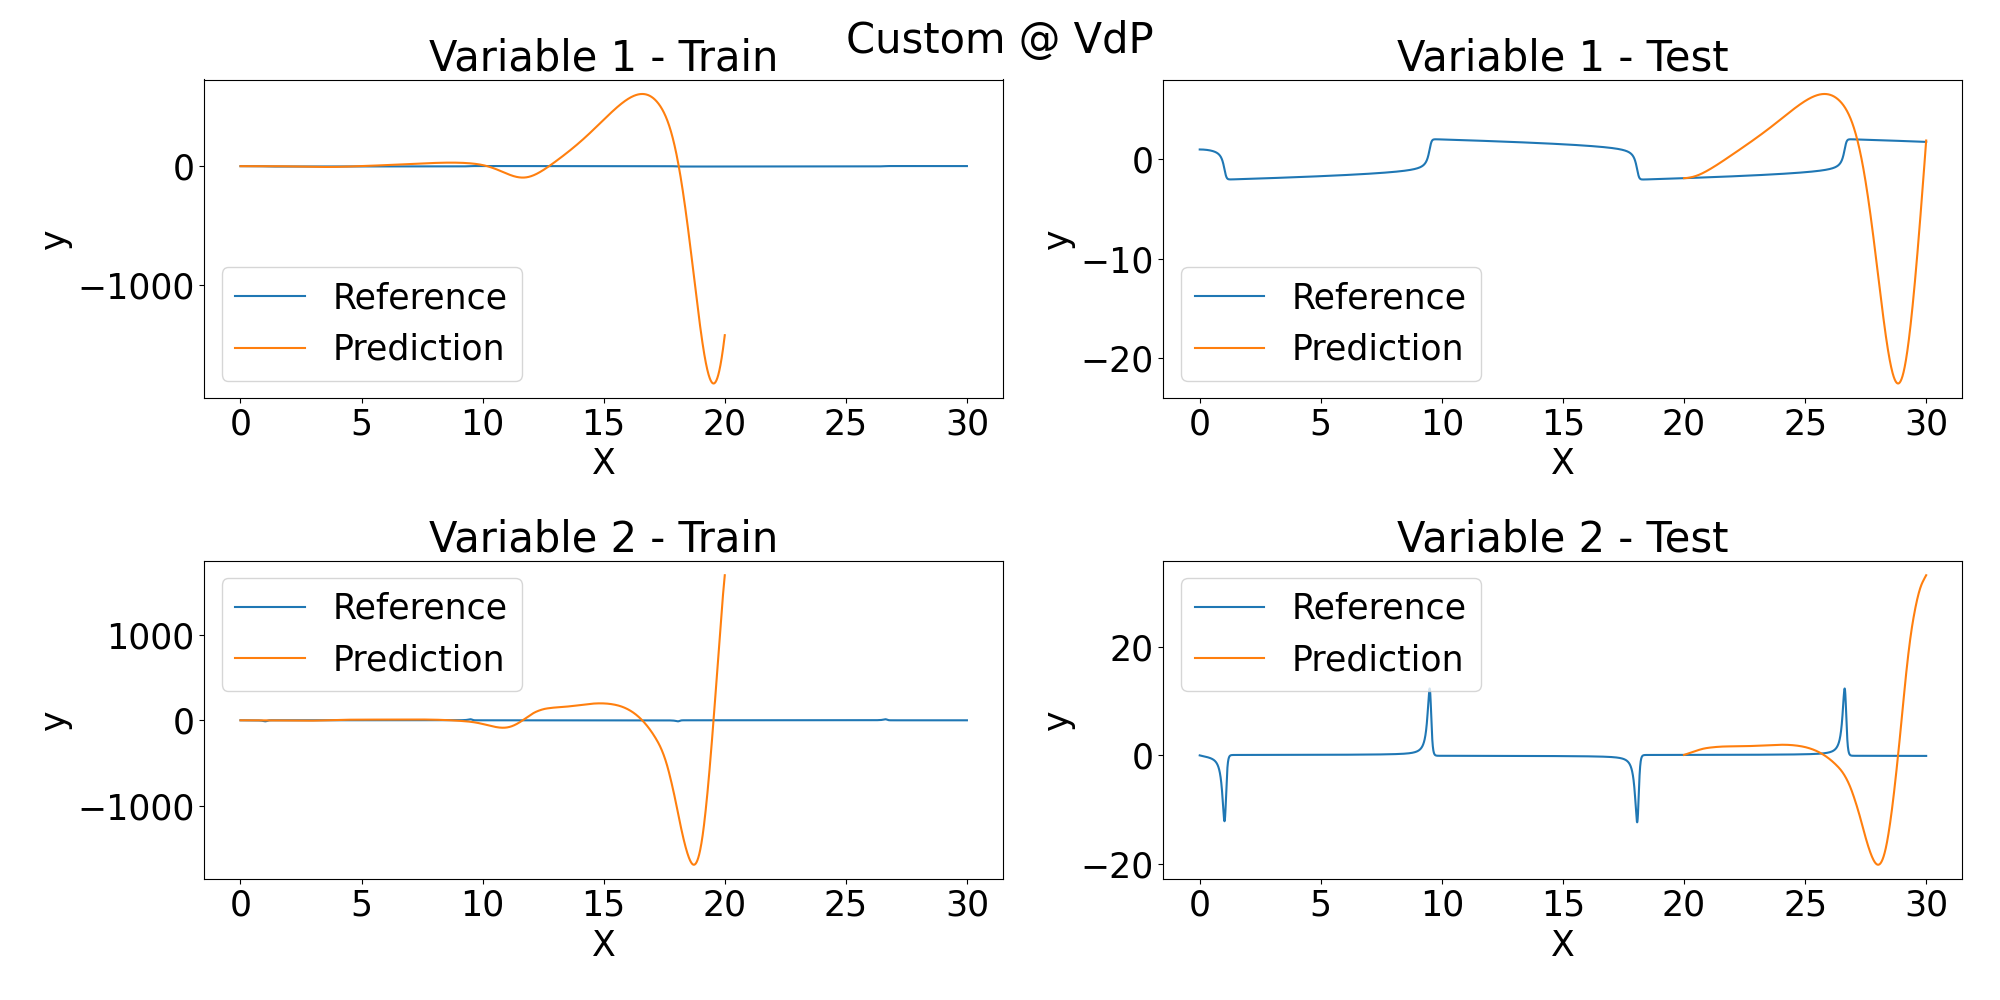 Custom @ VdP
Variable 1 - Train
0
−1000
y
Reference
Prediction
0 5 10 15 20 25 30
X
Variable 1 - Test
0
−10
−20
y
Reference
Prediction
0 5 10 15 20 25 30
X
Variable 2 - Train
1000
0
−1000
y
Reference
Prediction
0 5 10 15 20 25 30
X
Variable 2 - Test
20
0
−20
y
Reference
Prediction
0 5 10 15 20 25 30
X